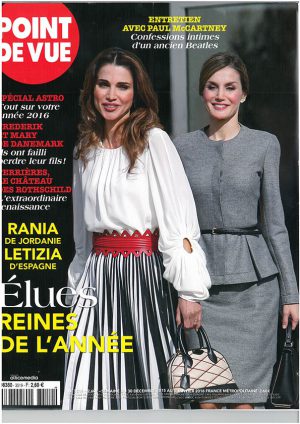 POINT
DE VUE
ENTRETIEN
AVEC PAUL McCARTNEY
Confessions intimes
d'un ancien Beatles
SPÉCIAL ASTRO
Tout sur votre
année 2016
FREDERIK
ET MARY
DE DANEMARK
Ils ont failli
perdre leur fils!
FERRIÈRES,
LE CHÂTEAU
DES ROTHSCHILD
L'extraordinaire
renaissance
RANIA
DE JORDANIE
LETIZIA
D'ESPAGNE
Élues
REINES
DE L'ANNÉE